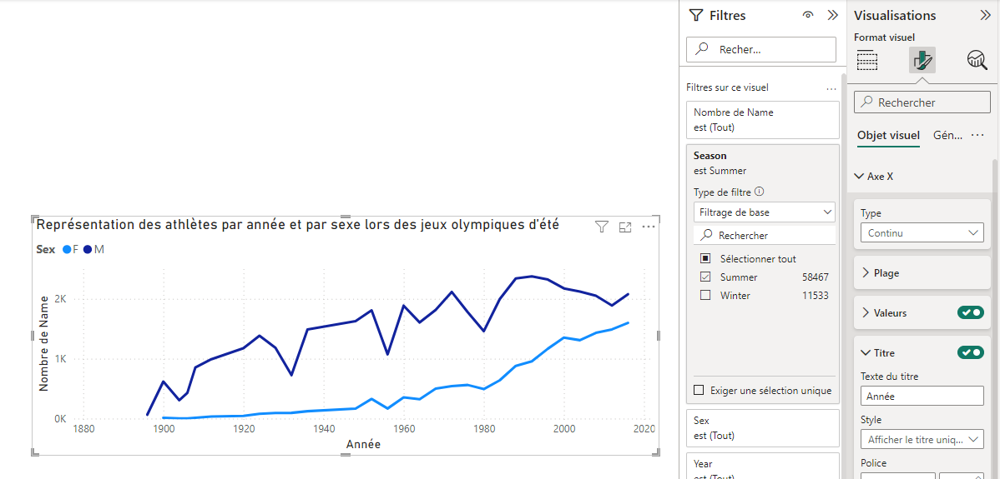 Représentation des athlètes par année et par sexe lors des jeux olympiques d'été
Sex F M
Nombre de Name
2K
1K
0K
1880 1900 1920 1940 1960 1980 2000 2020
Année
Filtres
Recher...
Filtres sur ce visuel
Nombre de Name
est (Tout)
Season
est Summer
Type de filtre
Filtrage de base
Rechercher
Sélectionner tout
Summer 58467
Winter 11533
Exiger une sélection unique
Sex
est (Tout)
Year
est (Tout)
Visualisations
Format visuel
Rechercher
Objet visuel Gén...
Axe X
Type
Continu
Plage
Valeurs
Titre
Texte du titre
Année
Style
Afficher le titre uniq...
Police